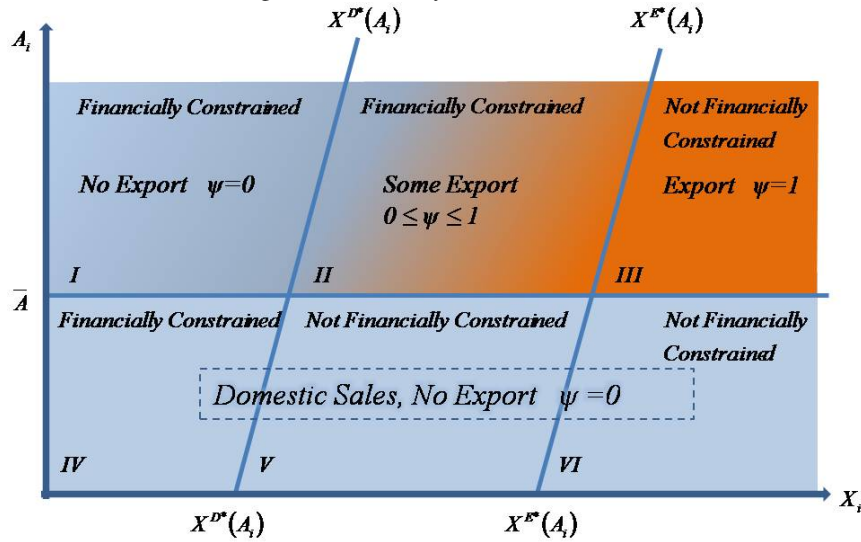 X^{D*}(A_i) X^{E*}(A_i)
A_i
Financially Constrained Financially Constrained Not Financially
Constrained
No Export ψ=0 Some Export Export ψ=1
0 ≤ ψ ≤ 1
I II III
Ā
Financially Constrained Not Financially Constrained Not Financially
Constrained
Domestic Sales, No Export ψ =0
IV V VI
X_i
X^{D*}(A_i) X^{E*}(A_i)